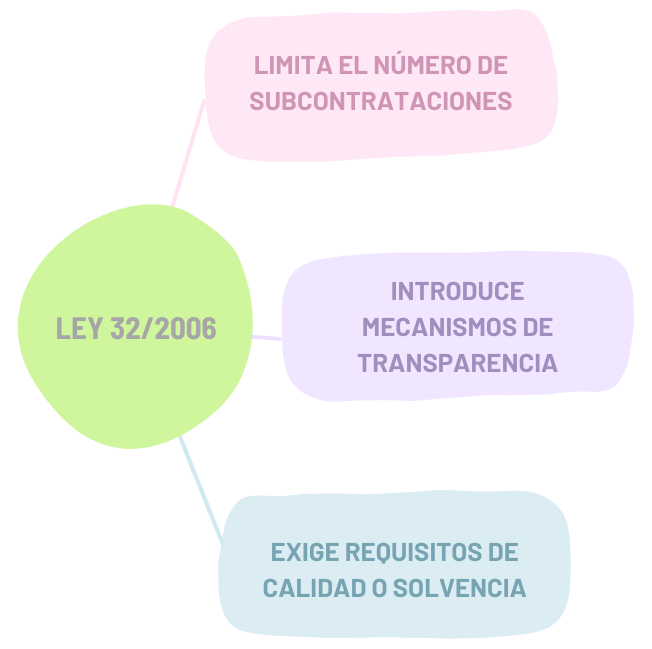 LIMITA EL NÚMERO DE
SUBCONTRATACIONES
LEY 32/2006
INTRODUCE
MECANISMOS DE
TRANSPARENCIA
EXIGE REQUISITOS DE
CALIDAD O SOLVENCIA